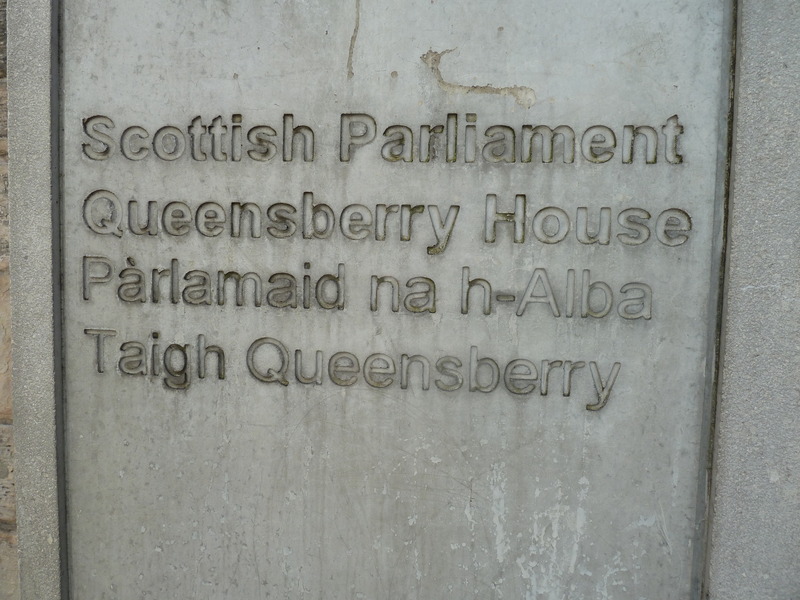 Scottish Parliament
Queensberry House
Pàrlamaid na h-Alba
Taigh Queensberry